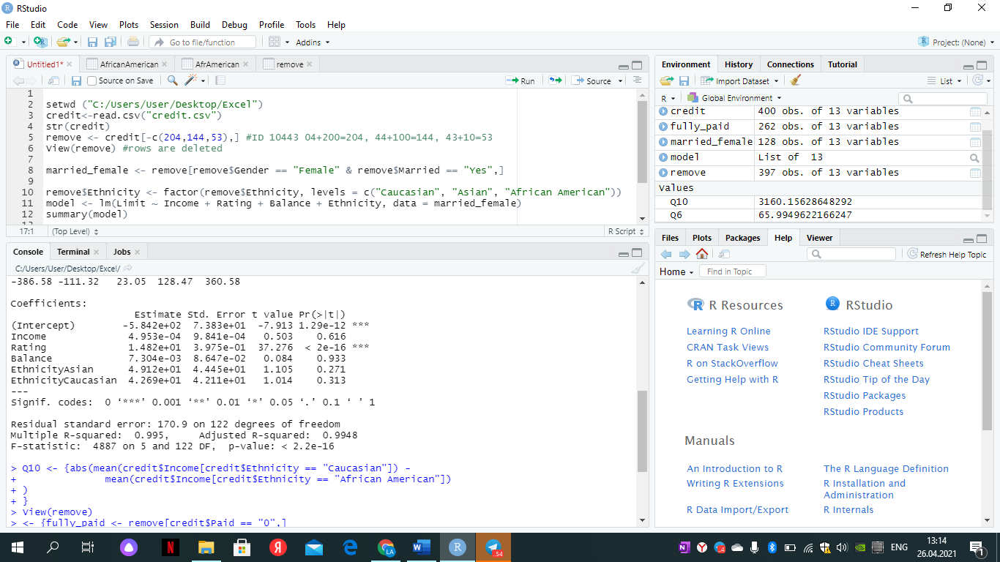 RStudio
File Edit Code View Plots Session Build Debug Profile Tools Help
Go to file/function Addins Project: (None)
Untitled1* AfricanAmerican AfrAmerican remove
Source on Save Run Source
1
2 setwd ("C:/Users/User/Desktop/Excel")
3 credit<-read.csv("credit.csv")
4 str(credit)
5 remove <- credit[-c(204,144,53),] #ID 10443 04+200=204, 44+100=144, 43+10=53
6 View(remove) #rows are deleted
7
8 married_female <- remove[remove$Gender == "Female" & remove$Married == "Yes",]
9
10 remove$Ethnicity <- factor(remove$Ethnicity, levels = c("Caucasian", "Asian", "African American"))
11 model <- lm(Limit ~ Income + Rating + Balance + Ethnicity, data = married_female)
12 summary(model)
17:1 (Top Level) R Script
Console Terminal Jobs
C:/Users/User/Desktop/Excel/
-386.58 -111.32 23.05 128.47 360.58
Coefficients:
Estimate Std. Error t value Pr(>|t|)
(Intercept) -5.842e+02 7.383e+01 -7.913 1.29e-12 ***
Income 4.953e-04 9.841e-04 0.503 0.616
Rating 1.482e+01 3.975e-01 37.276 < 2e-16 ***
Balance 7.304e-03 8.647e-02 0.084 0.933
EthnicityAsian 4.912e+01 4.445e+01 1.105 0.271
EthnicityCaucasian 4.269e+01 4.211e+01 1.014 0.313
---
Signif. codes: 0 ‘***’ 0.001 ‘**’ 0.01 ‘*’ 0.05 ‘.’ 0.1 ‘ ’ 1
Residual standard error: 170.9 on 122 degrees of freedom
Multiple R-squared: 0.995, Adjusted R-squared: 0.9948
F-statistic: 4887 on 5 and 122 DF, p-value: < 2.2e-16
> Q10 <- {abs(mean(credit$Income[credit$Ethnicity == "Caucasian"]) -
+ mean(credit$Income[credit$Ethnicity == "African American"])
+ )
+ }
> View(remove)
> <- {fully_paid <- remove[credit$Paid == "0",]
Environment History Connections Tutorial
Import Dataset List
R Global Environment
credit 400 obs. of 13 variables
fully_paid 262 obs. of 13 variables
married_female 128 obs. of 13 variables
model List of 13
remove 397 obs. of 13 variables
Values
Q10 3160.15628648292
Q6 65.9949622166247
Files Plots Packages Help Viewer
Refresh Help Topic
Home Find in Topic
R Resources
Learning R Online
CRAN Task Views
R on StackOverflow
Getting Help with R
RStudio
RStudio IDE Support
RStudio Community Forum
RStudio Cheat Sheets
RStudio Tip of the Day
RStudio Packages
RStudio Products
Manuals
An Introduction to R The R Language Definition
Writing R Extensions R Installation and
Administration
R Data Import/Export R Internals
ENG 13:14
26.04.2021